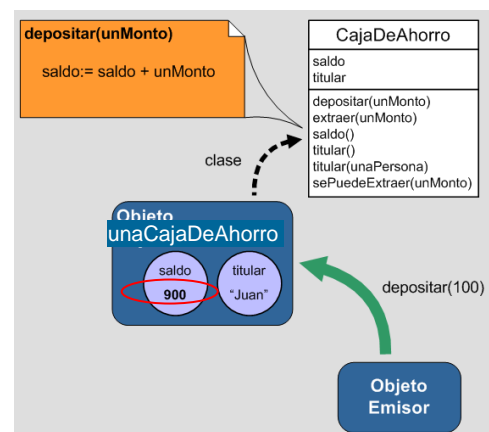 depositar(unMonto)
saldo:= saldo + unMonto
CajaDeAhorro
saldo
titular
depositar(unMonto)
extraer(unMonto)
saldo()
titular()
titular(unaPersona)
sePuedeExtraer(unMonto)
clase
Objeto
unaCajaDeAhorro
saldo
900
titular
“Juan”
depositar(100)
Objeto
Emisor